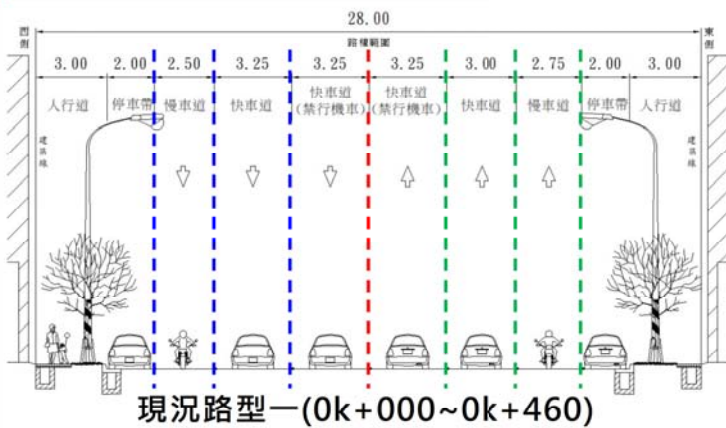 28.00
西側
東側
路權範圍
3.00 2.00 2.50 3.25 3.25 3.25 3.00 2.75 2.00 3.00
人行道 停車帶 慢車道 快車道 快車道 快車道 快車道 慢車道 停車帶 人行道
(禁行機車) (禁行機車)
建築線
建築線
現況路型一(0k+000~0k+460)